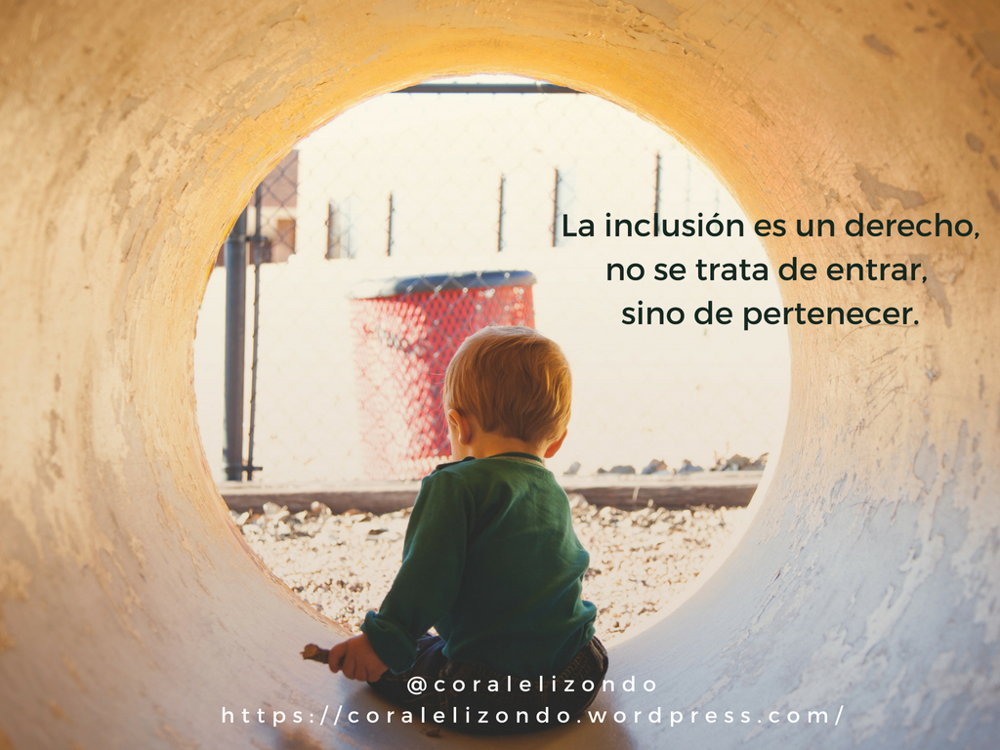 La inclusión es un derecho,
no se trata de entrar,
sino de pertenecer.
@coralelizondo
https://coralelizondo.wordpress.com/